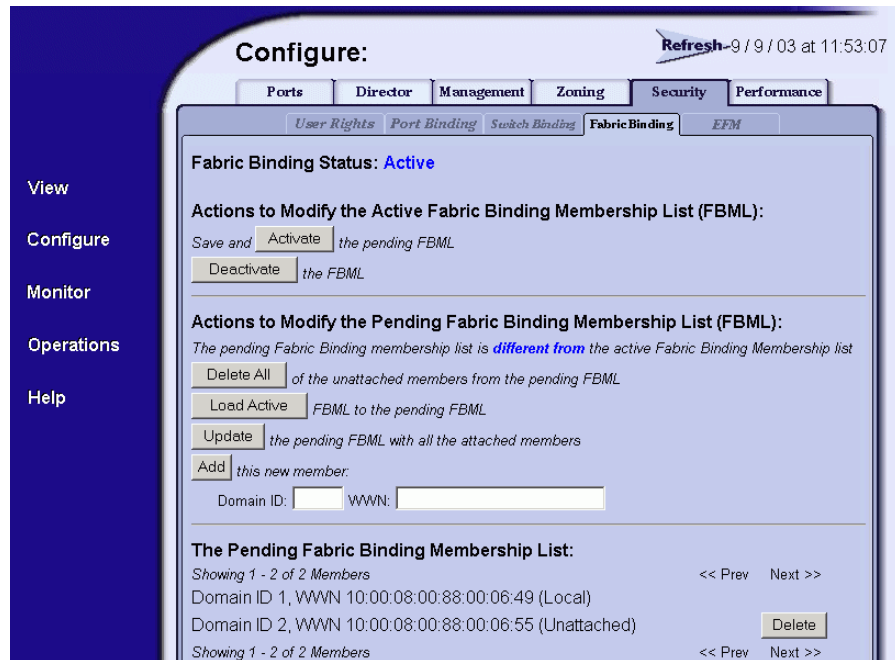 Configure:
Refresh 9 / 9 / 03 at 11:53:07
Ports Director Management Zoning Security Performance
User Rights Port Binding Switch Binding Fabric Binding EFM
View
Configure
Monitor
Operations
Help
Fabric Binding Status: Active
Actions to Modify the Active Fabric Binding Membership List (FBML):
Save and Activate the pending FBML
Deactivate the FBML
Actions to Modify the Pending Fabric Binding Membership List (FBML):
The pending Fabric Binding membership list is different from the active Fabric Binding Membership list
Delete All of the unattached members from the pending FBML
Load Active FBML to the pending FBML
Update the pending FBML with all the attached members
Add this new member:
Domain ID: WWN:
The Pending Fabric Binding Membership List:
Showing 1 - 2 of 2 Members << Prev Next >>
Domain ID 1, WWN 10:00:08:00:88:00:06:49 (Local)
Domain ID 2, WWN 10:00:08:00:88:00:06:55 (Unattached) Delete
Showing 1 - 2 of 2 Members << Prev Next >>